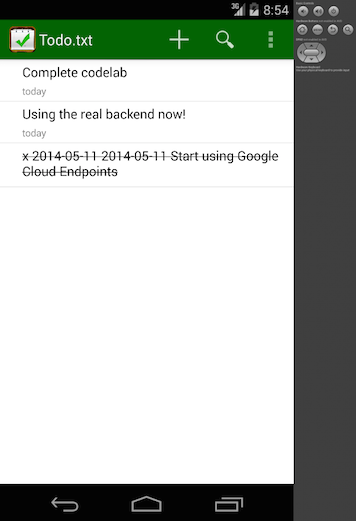 3G 8:54
Todo.txt
Complete codelab
today
Using the real backend now!
today
x 2014-05-11 2014-05-11 Start using Google
Cloud Endpoints